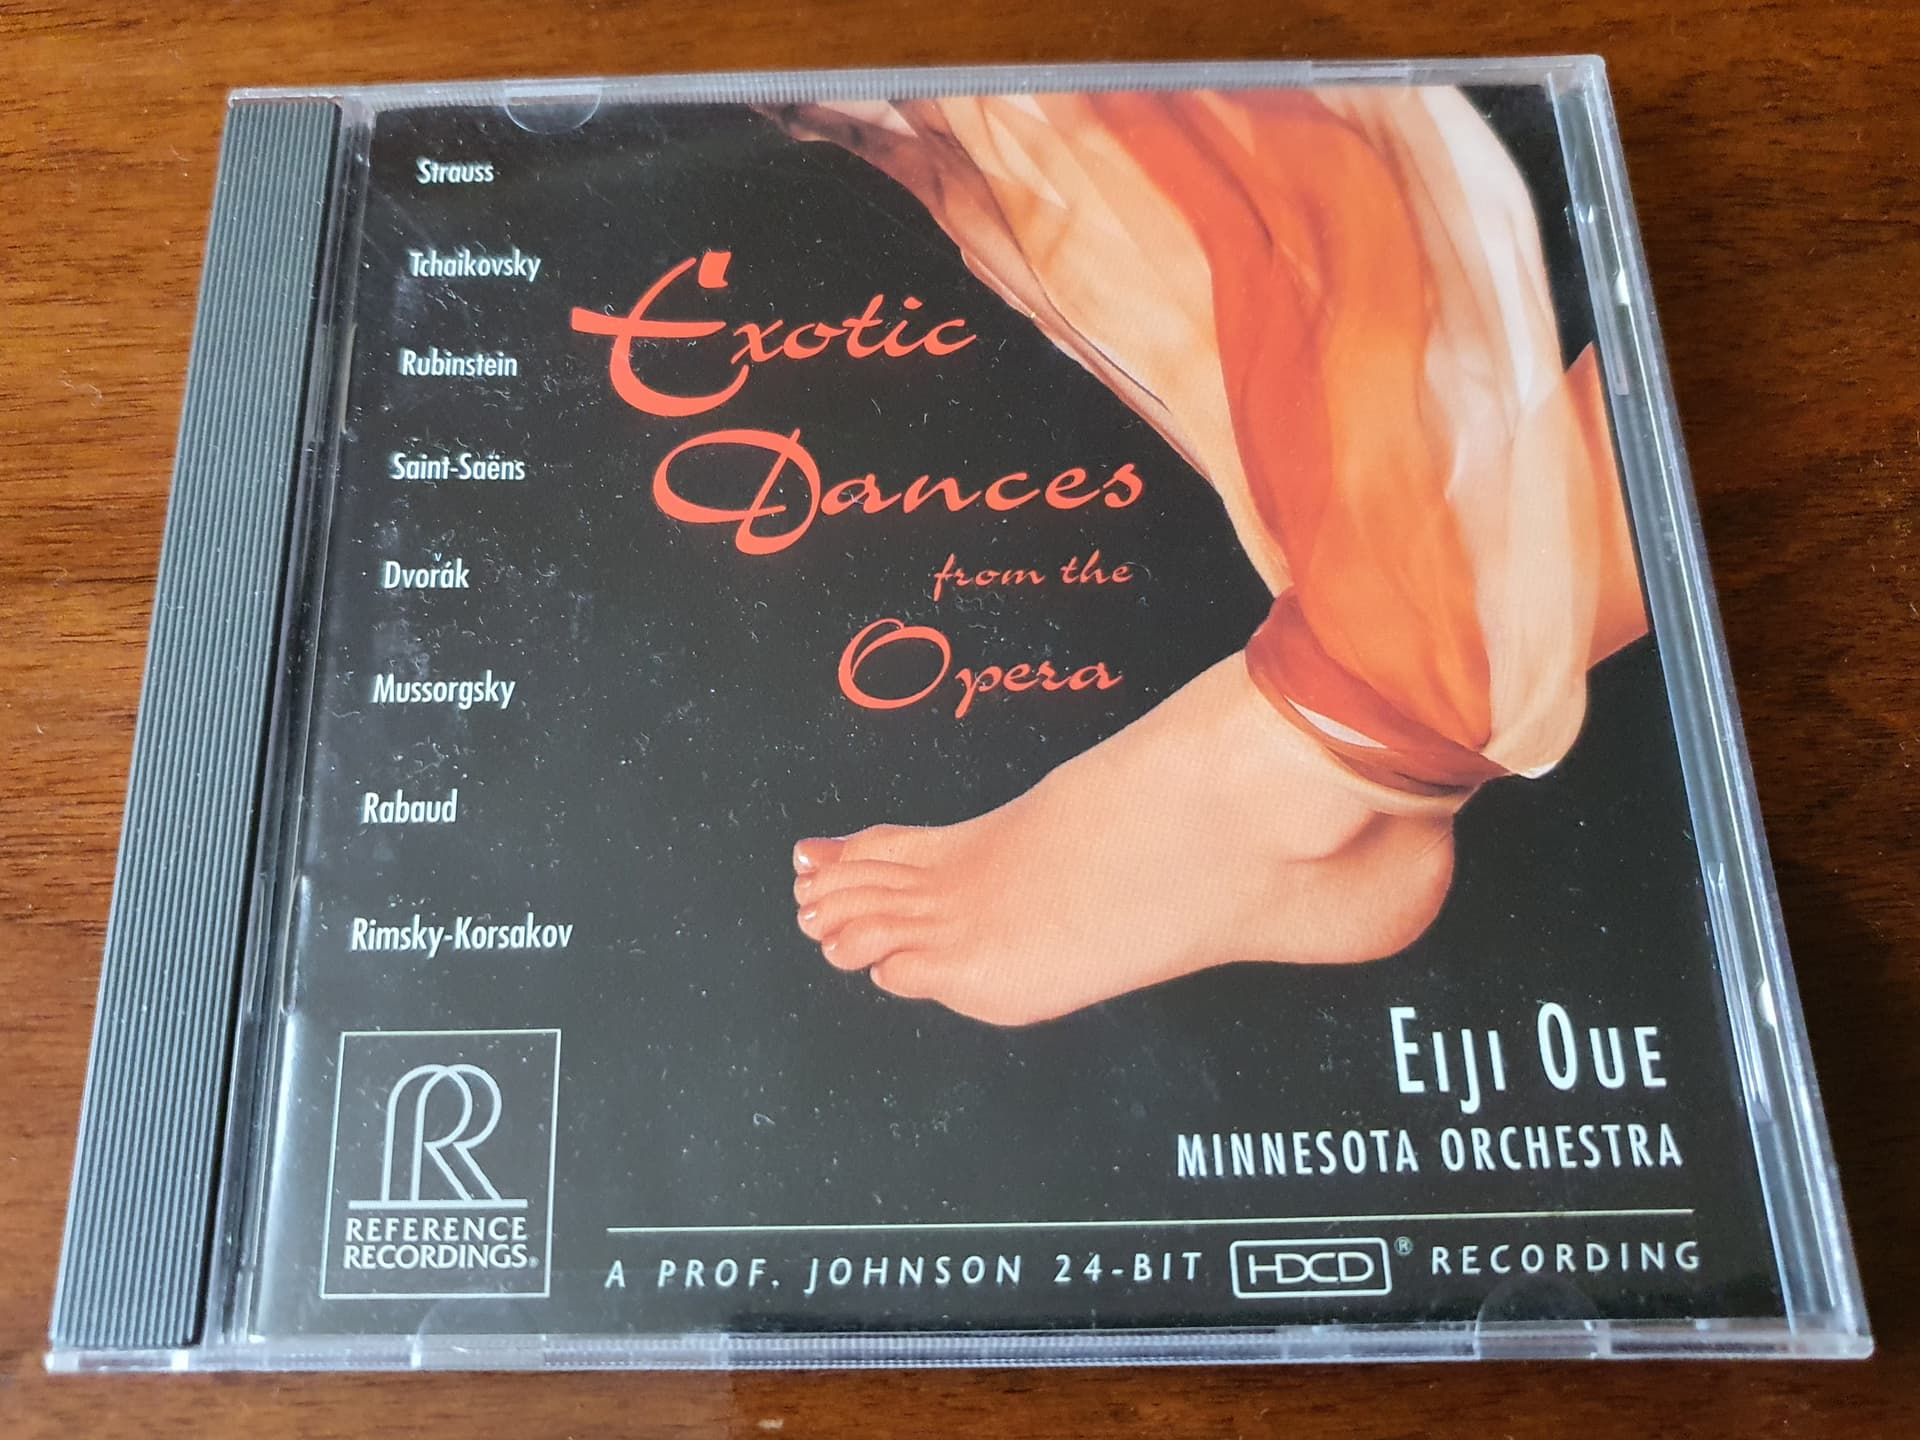 Strauss
Tchaikovsky
Rubinstein
Saint-Saëns
Dvořák
Mussorgsky
Rabaud
Rimsky-Korsakov
Exotic
Dances
from the
Opera
Eiji Oue
MINNESOTA ORCHESTRA
RR
REFERENCE
RECORDINGS®
A PROF. JOHNSON 24-BIT HDCD® RECORDING